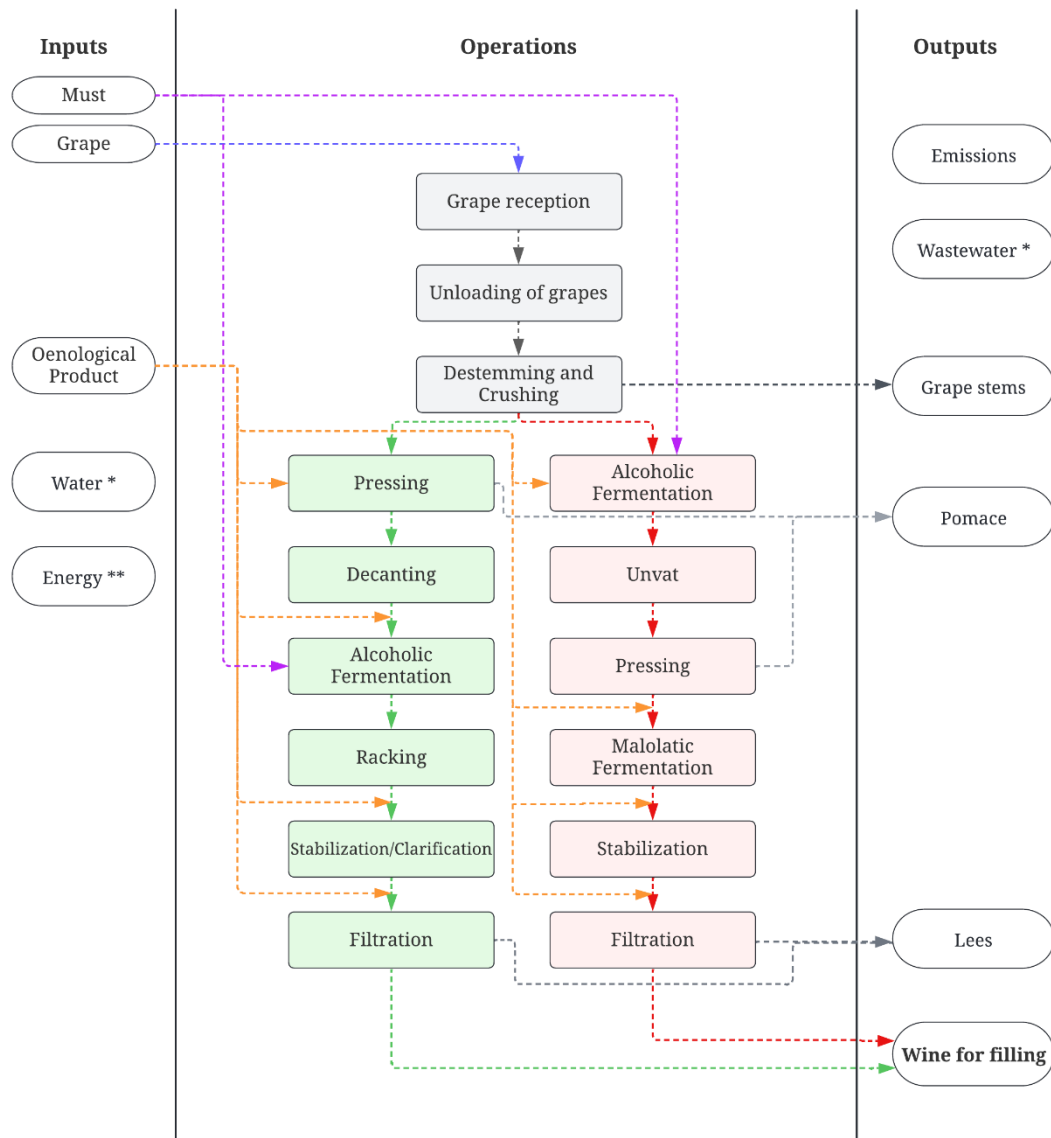 Inputs
Operations
Outputs
Must
Grape
Emissions
Grape reception
Wastewater *
Unloading of grapes
Oenological
Product
Destemming and
Crushing
Grape stems
Water *
Pressing
Alcoholic
Fermentation
Pomace
Energy **
Decanting
Unvat
Alcoholic
Fermentation
Pressing
Racking
Malolatic
Fermentation
Stabilization/Clarification
Stabilization
Filtration
Filtration
Lees
Wine for filling